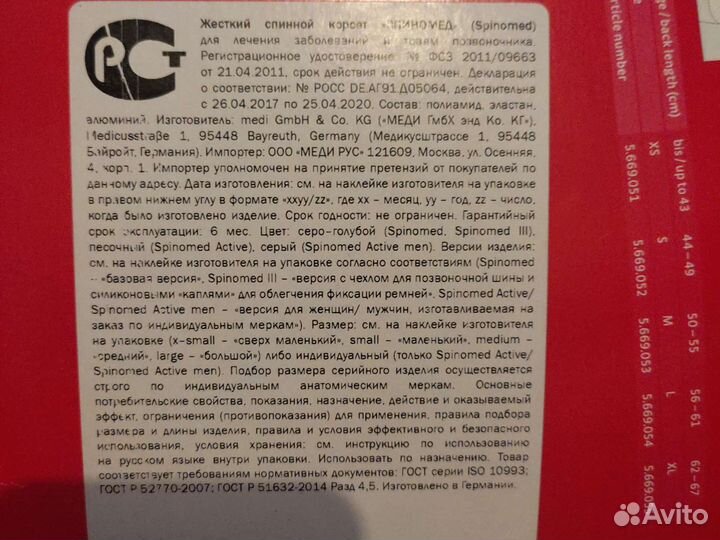 РСТ
Жесткий спинной корсет «СПИНОМЕД» (Spinomed)
для лечения заболеваний и травм позвоночника.
Регистрационное удостоверение № ФСЗ 2011/09663
от 21.04.2011, срок действия не ограничен. Декларация
о соответствии: № РОСС DE.АГ91.Д05064, действительна
с 26.04.2017 по 25.04.2020. Состав: полиамид, эластан,
алюминий. Изготовитель: medi GmbH & Co. KG («МЕДИ ГмбХ энд Ко. КГ»),
Medicusstraße 1, 95448 Bayreuth, Germany (Медикусштрассе 1, 95448
Байройт, Германия). Импортер: ООО «МЕДИ РУС» 121609, Москва, ул. Осенняя,
4, корп. 1. Импортер уполномочен на принятие претензий от покупателей по
данному адресу. Дата изготовления: см. на наклейке изготовителя на упаковке
в правом нижнем углу в формате «xxyy/zz», где xx – месяц, yy – год, zz – число,
когда было изготовлено изделие. Срок годности: не ограничен. Гарантийный
срок эксплуатации: 6 мес. Цвет: серо-голубой (Spinomed, Spinomed III),
песочный (Spinomed Active), серый (Spinomed Active men). Версии изделия:
см. на наклейке изготовителя на упаковке согласно соответствиям (Spinomed
– «базовая версия», Spinomed III – «версия с чехлом для позвоночной шины и
силиконовыми «каплями» для облегчения фиксации ремней», Spinomed Active/
Spinomed Active men – «версия для женщин/ мужчин, изготавливаемая на
заказ по индивидуальным меркам»). Размер: см. на наклейке изготовителя
на упаковке (x-small – «сверх маленький», small – «маленький», medium –
«средний», large – «большой») либо индивидуальный (только Spinomed Active/
Spinomed Active men). Подбор размера серийного изделия осуществляется
строго по индивидуальным анатомическим меркам. Основные
потребительские свойства, показания, назначение, действие и оказываемый
эффект, ограничения (противопоказания) для применения, правила подбора
размера и длины изделия, правила и условия эффективного и безопасного
использования, условия хранения: см. инструкцию по использованию
на русском языке внутри упаковки. Использовать по назначению. Товар
соответствует требованиям нормативных документов: ГОСТ серии ISO 10993;
ГОСТ Р 52770-2007; ГОСТ Р 51632-2014 Разд 4,5. Изготовлено в Германии.
/ back length (cm)
bis / up to 43
44–49
50–55
56–61
62–67
article number
XS
S
M
L
XL
5.669.051
5.669.052
5.669.053
5.669.054
Avito